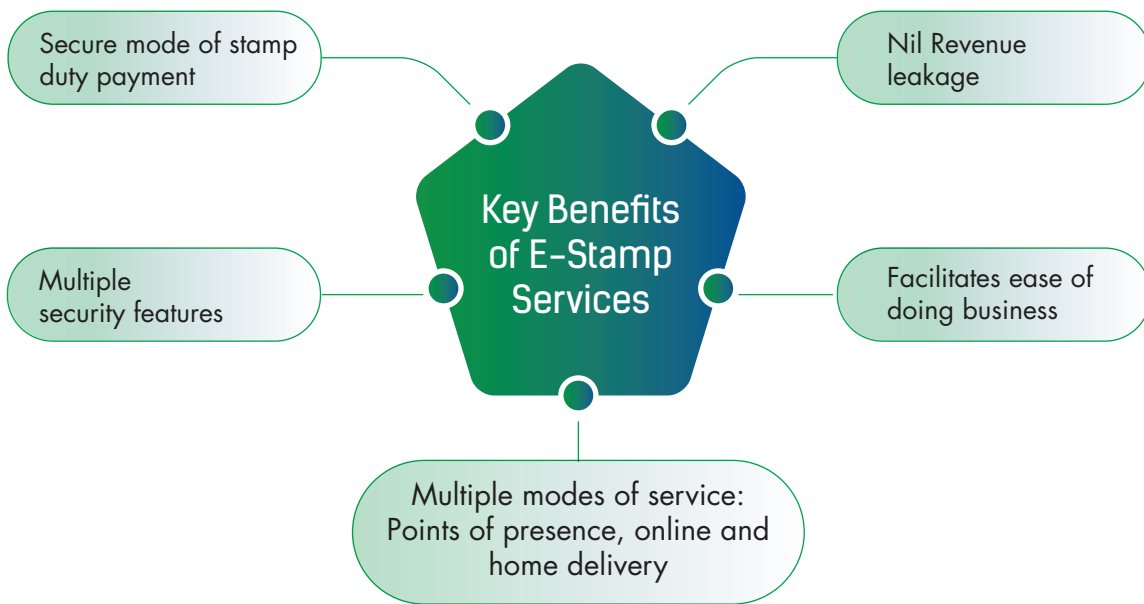 Secure mode of stamp
duty payment
Nil Revenue
leakage
Key Benefits
of E-Stamp
Services
Multiple
security features
Facilitates ease of
doing business
Multiple modes of service:
Points of presence, online and
home delivery